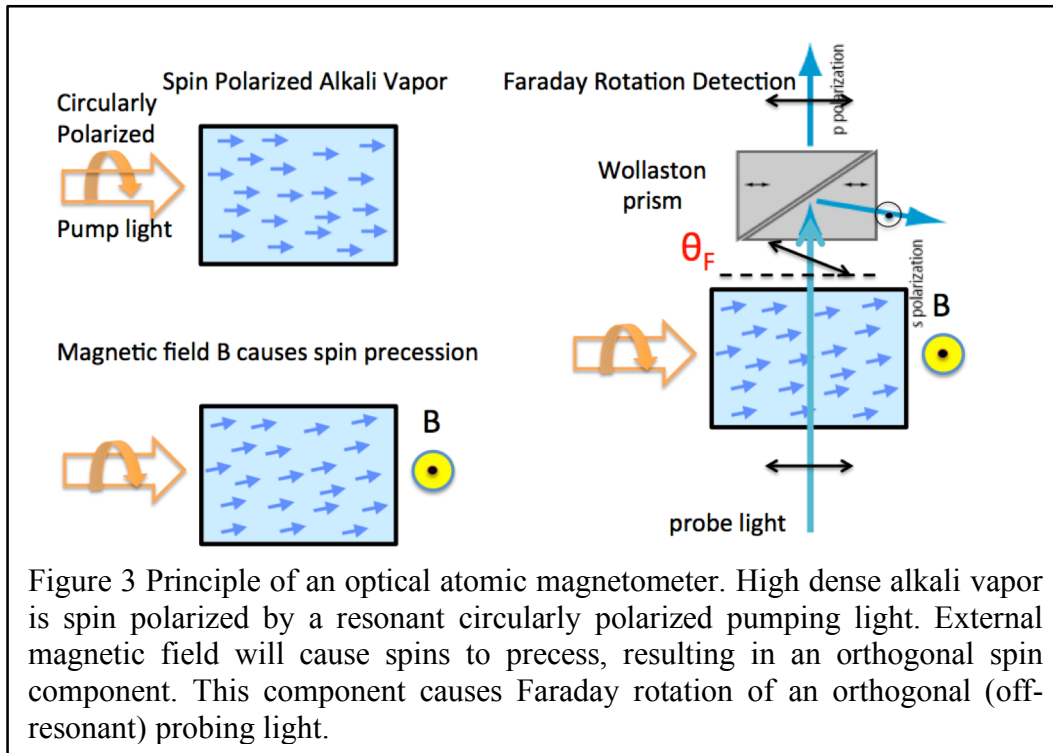 Spin Polarized Alkali Vapor
Circularly
Polarized
Pump light
Magnetic field B causes spin precession
B
Faraday Rotation Detection
p polarization
Wollaston
prism
θF
s polarization
B
probe light
Figure 3 Principle of an optical atomic magnetometer. High dense alkali vapor
is spin polarized by a resonant circularly polarized pumping light. External
magnetic field will cause spins to precess, resulting in an orthogonal spin
component. This component causes Faraday rotation of an orthogonal (off-
resonant) probing light.